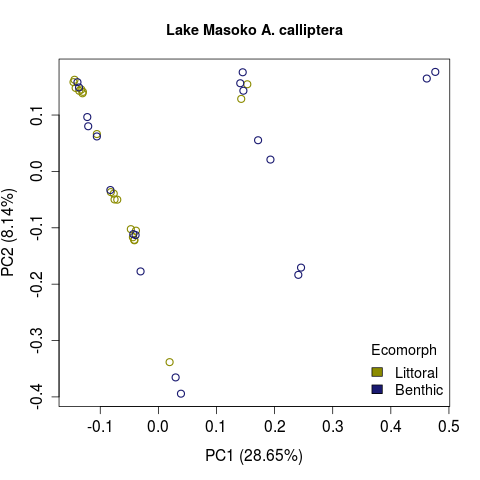 Lake Masoko A. calliptera
PC2 (8.14%)
0.1
0.0
-0.1
-0.2
-0.3
-0.4
-0.1 0.0 0.1 0.2 0.3 0.4 0.5
PC1 (28.65%)
Ecomorph
Littoral
Benthic